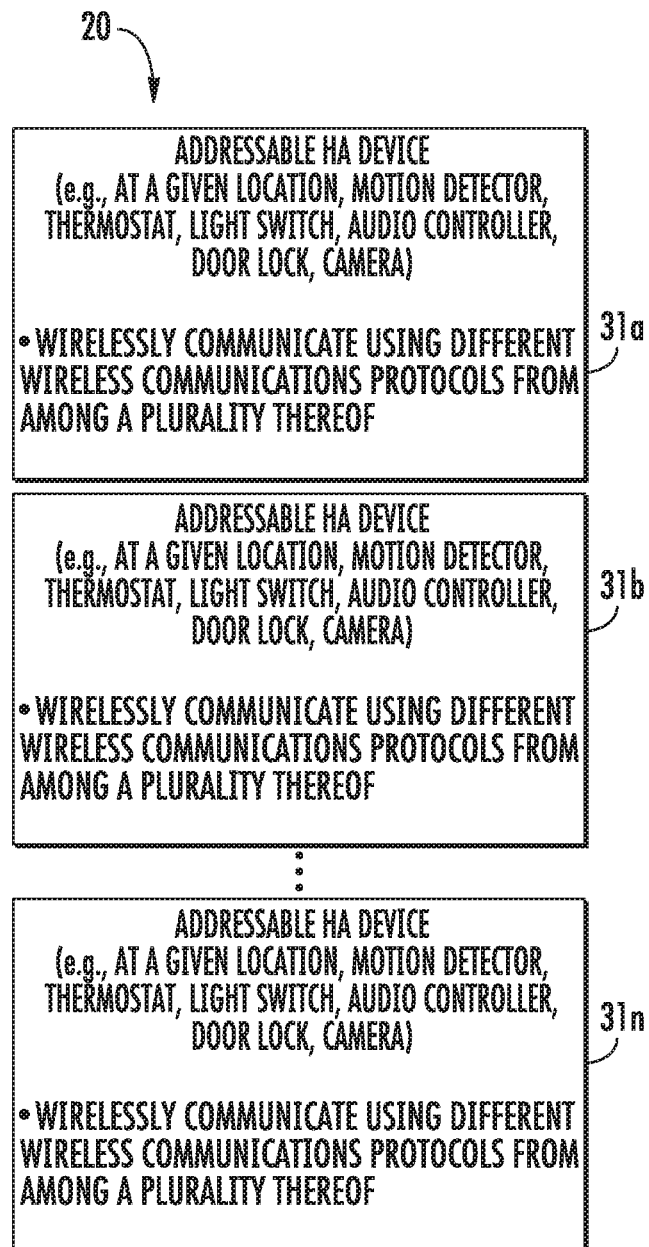 20
ADDRESSABLE HA DEVICE
(e.g., AT A GIVEN LOCATION, MOTION DETECTOR,
THERMOSTAT, LIGHT SWITCH, AUDIO CONTROLLER,
DOOR LOCK, CAMERA)
• WIRELESSLY COMMUNICATE USING DIFFERENT
WIRELESS COMMUNICATIONS PROTOCOLS FROM
AMONG A PLURALITY THEREOF
31a
ADDRESSABLE HA DEVICE
(e.g., AT A GIVEN LOCATION, MOTION DETECTOR,
THERMOSTAT, LIGHT SWITCH, AUDIO CONTROLLER,
DOOR LOCK, CAMERA)
• WIRELESSLY COMMUNICATE USING DIFFERENT
WIRELESS COMMUNICATIONS PROTOCOLS FROM
AMONG A PLURALITY THEREOF
31b
ADDRESSABLE HA DEVICE
(e.g., AT A GIVEN LOCATION, MOTION DETECTOR,
THERMOSTAT, LIGHT SWITCH, AUDIO CONTROLLER,
DOOR LOCK, CAMERA)
• WIRELESSLY COMMUNICATE USING DIFFERENT
WIRELESS COMMUNICATIONS PROTOCOLS FROM
AMONG A PLURALITY THEREOF
31n